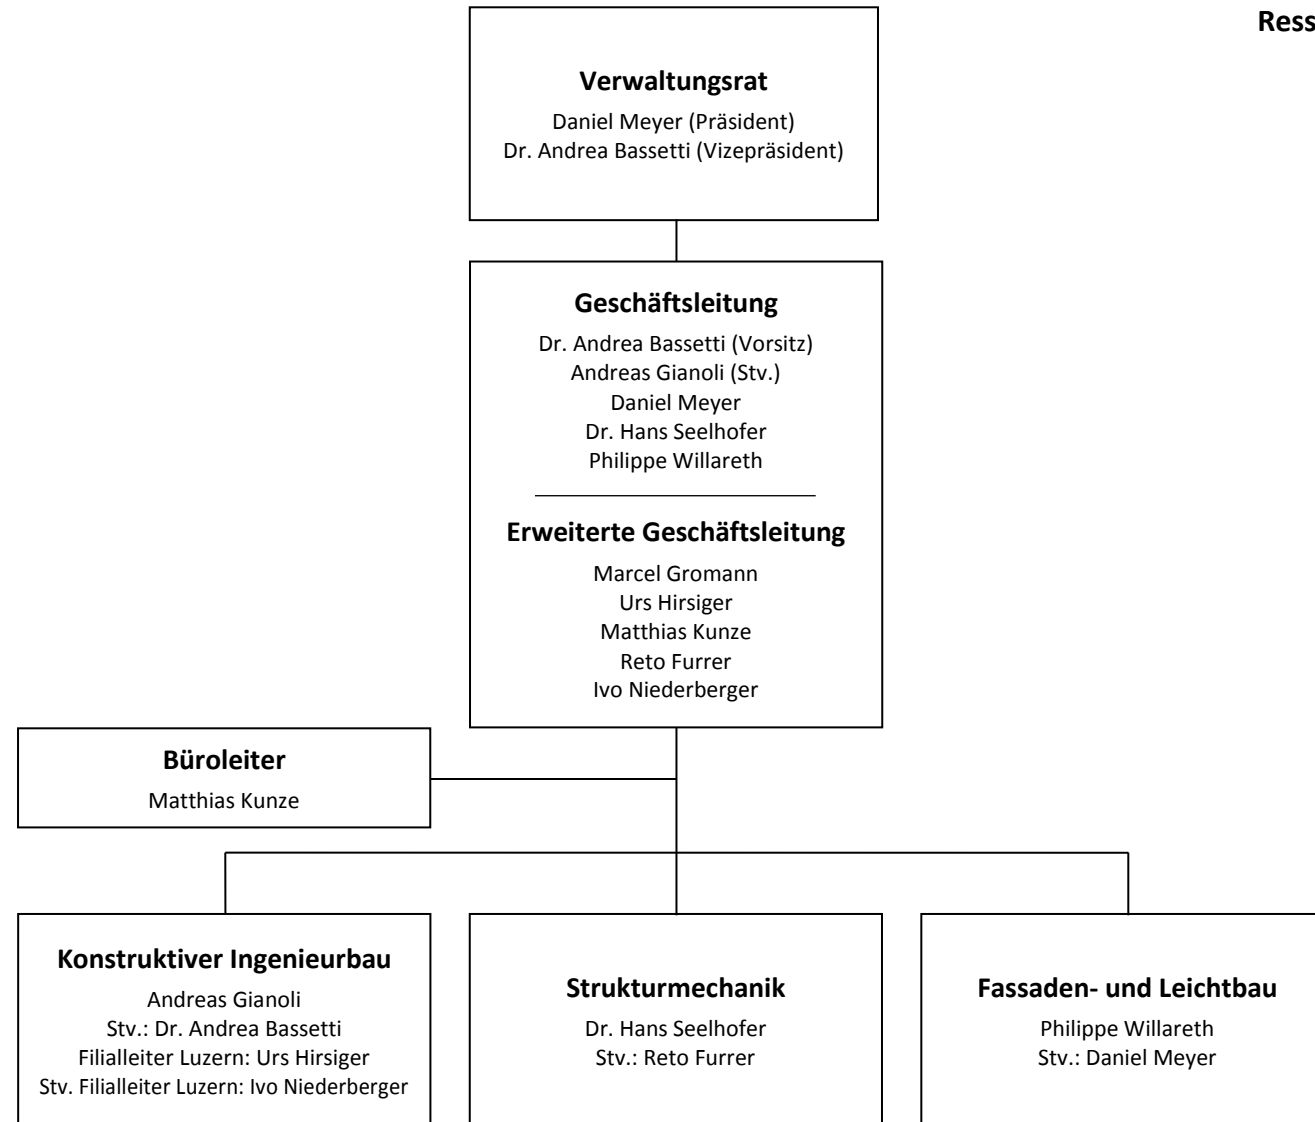 Ress
Verwaltungsrat
Daniel Meyer (Präsident)
Dr. Andrea Bassetti (Vizepräsident)
Geschäftsleitung
Dr. Andrea Bassetti (Vorsitz)
Andreas Gianoli (Stv.)
Daniel Meyer
Dr. Hans Seelhofer
Philippe Willareth
Erweiterte Geschäftsleitung
Marcel Gromann
Urs Hirsiger
Matthias Kunze
Reto Furrer
Ivo Niederberger
Büroleiter
Matthias Kunze
Konstruktiver Ingenieurbau
Andreas Gianoli
Stv.: Dr. Andrea Bassetti
Filialleiter Luzern: Urs Hirsiger
Stv. Filialleiter Luzern: Ivo Niederberger
Strukturmechanik
Dr. Hans Seelhofer
Stv.: Reto Furrer
Fassaden- und Leichtbau
Philippe Willareth
Stv.: Daniel Meyer